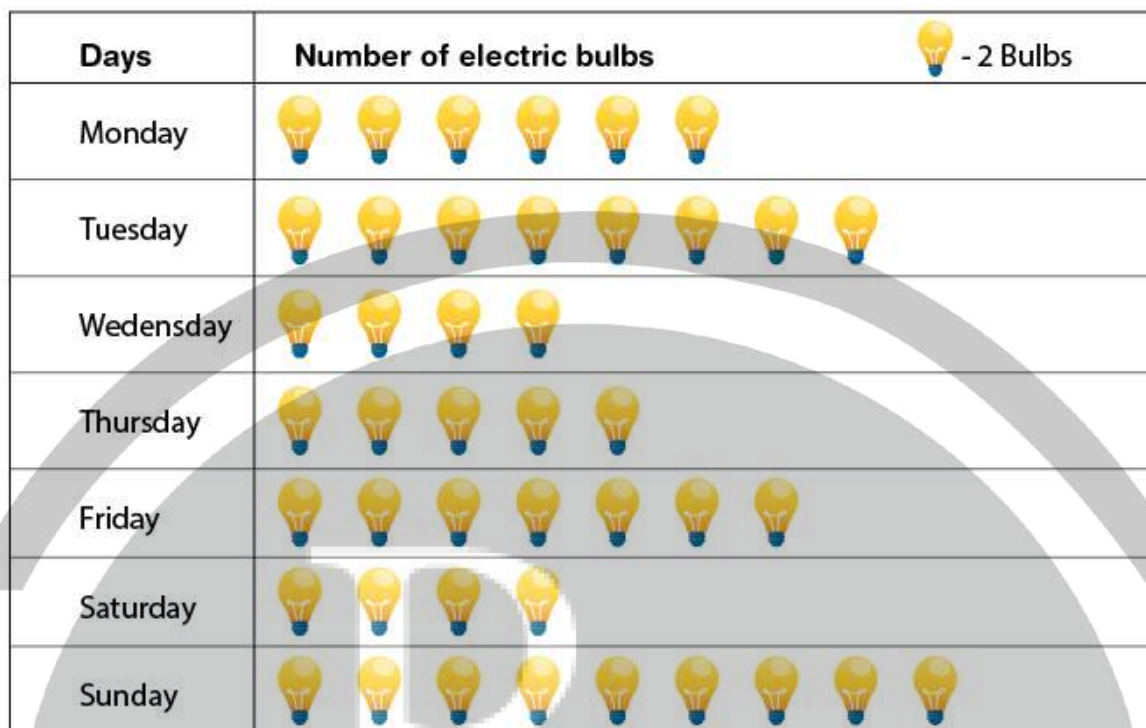 Days Number of electric bulbs - 2 Bulbs
Monday
Tuesday
Wedensday
Thursday
Friday
Saturday
Sunday